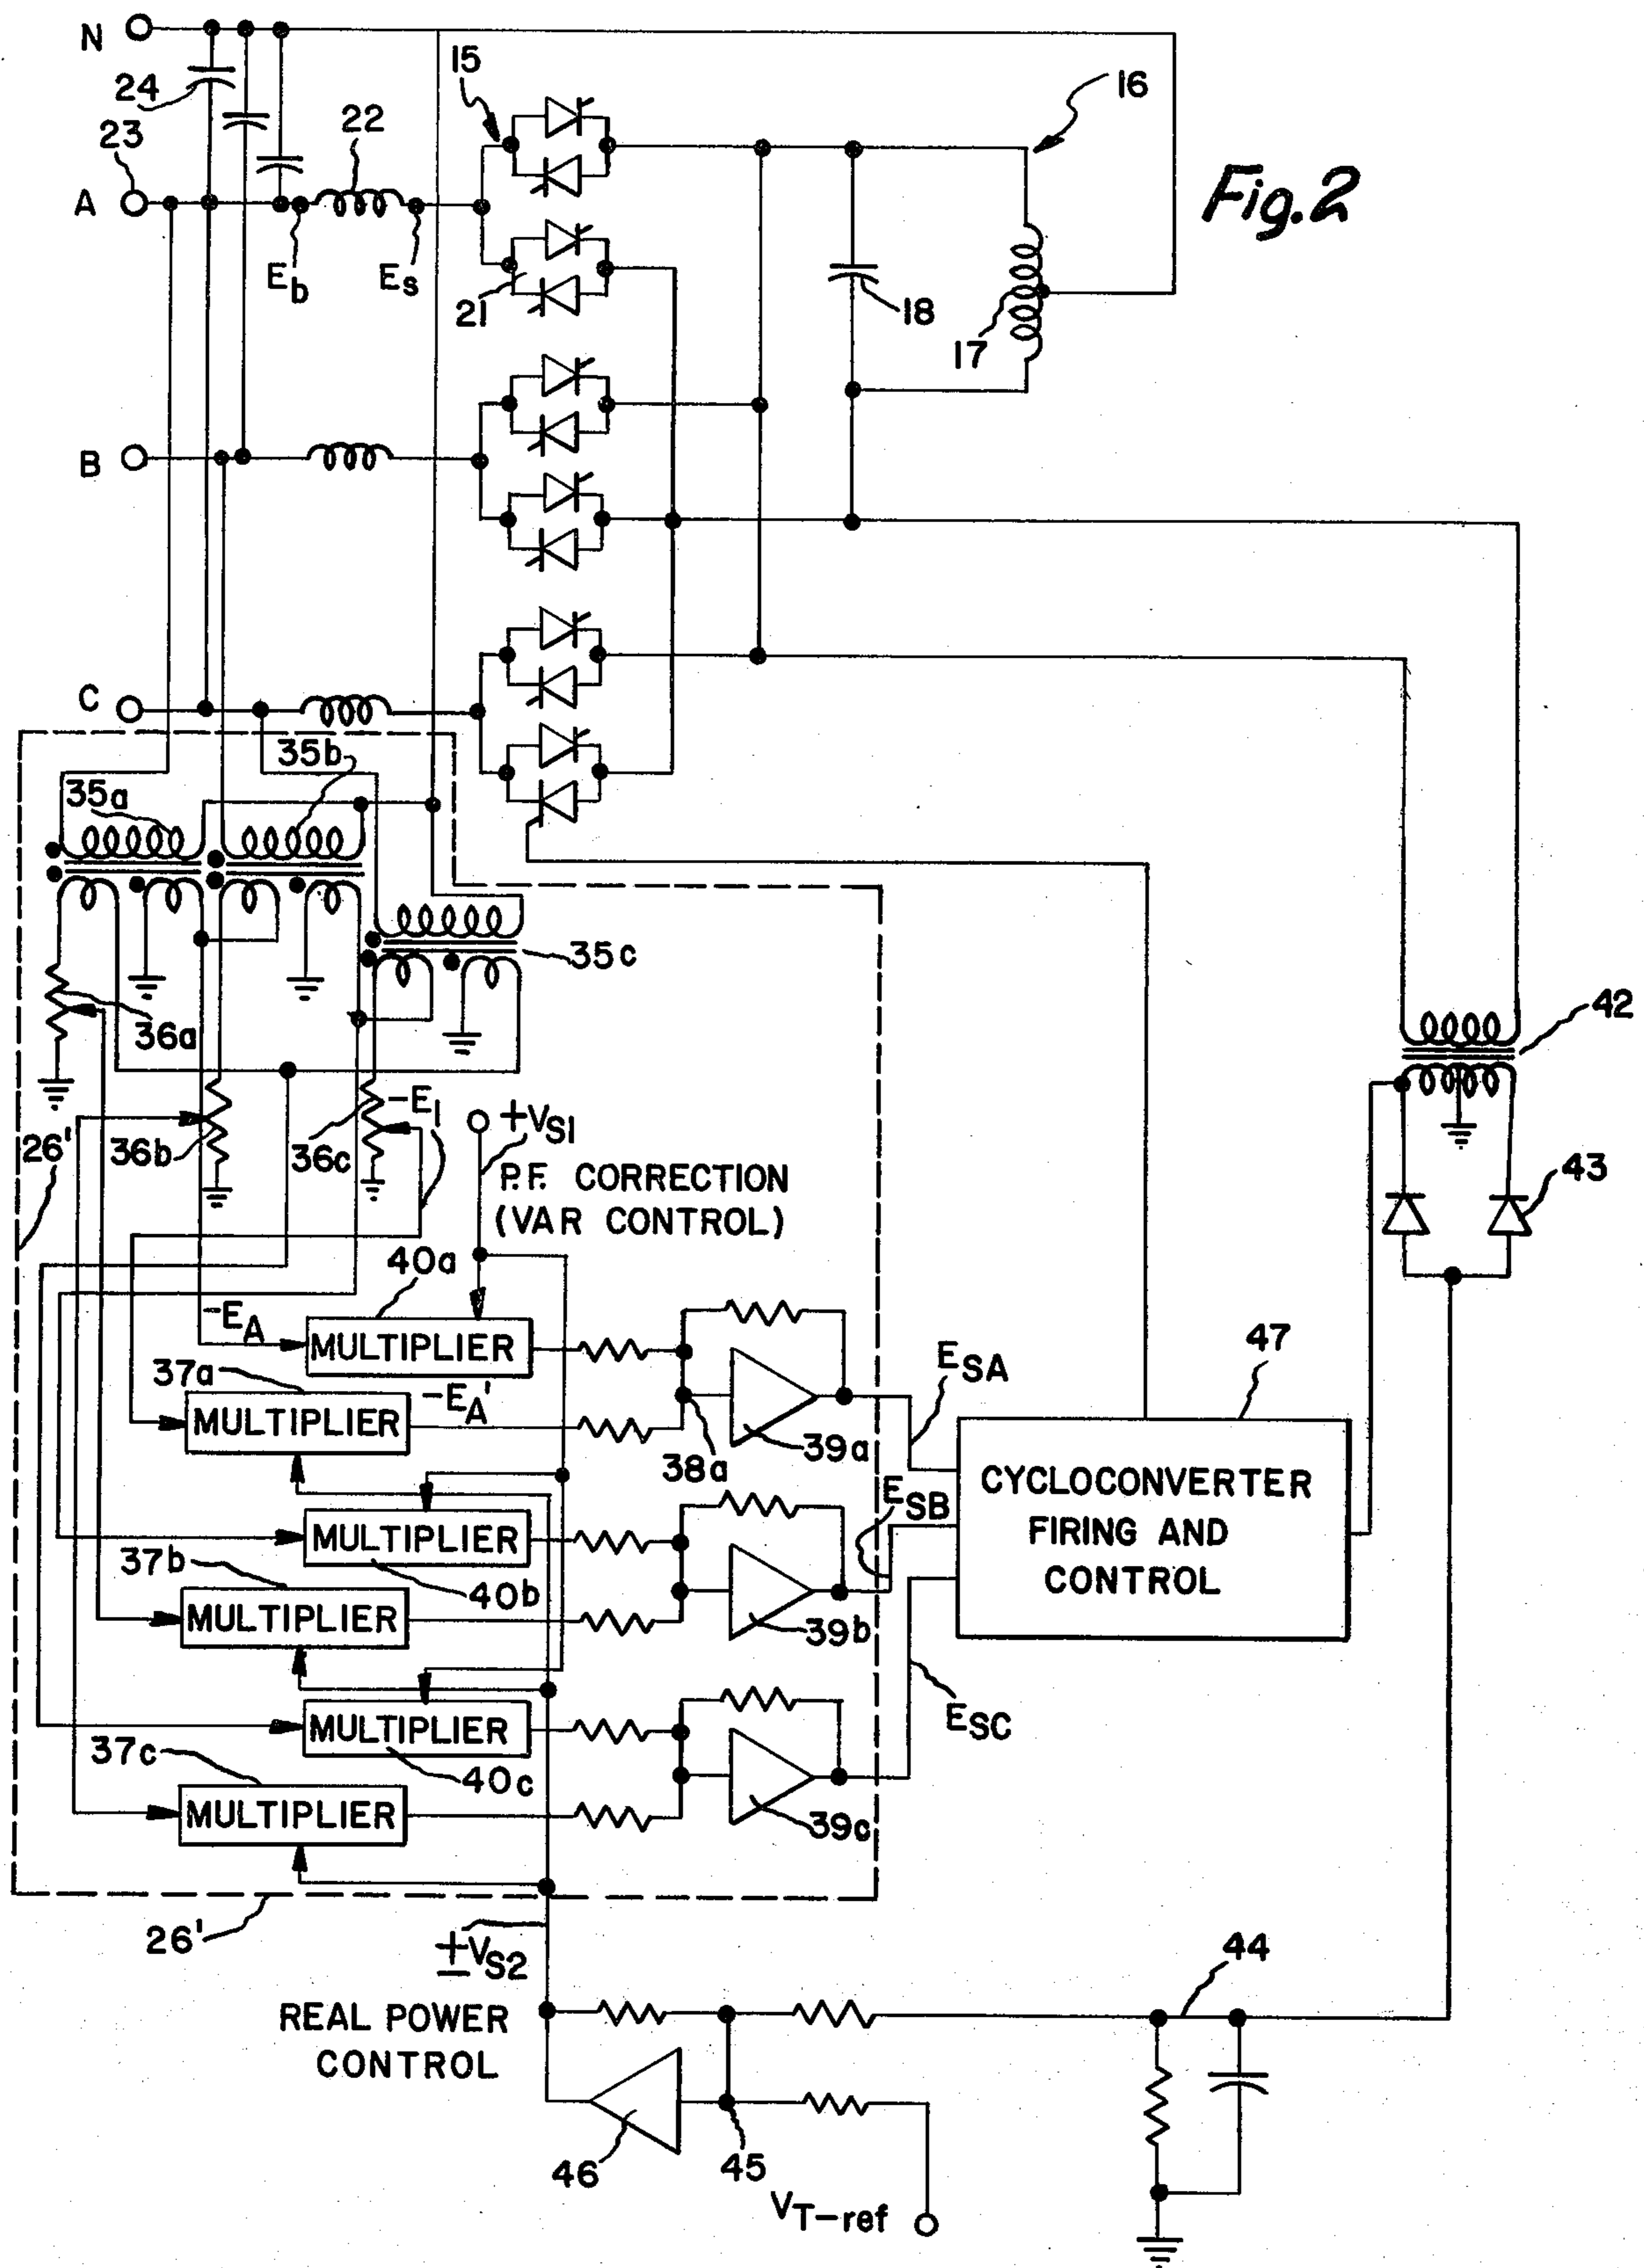 N
15
24
22
16
23
A
Fig.2
Eb
Es
21
18
17
B
C
35b
35a
35c
42
36a
-E1
+VS1
26'
36b
36c
P.F. CORRECTION
(VAR CONTROL)
43
40a
-EA
MULTIPLIER
ESA
47
37a
-EA'
MULTIPLIER
39a
38a
CYCLOCONVERTER
FIRING AND
CONTROL
ESB
MULTIPLIER
37b
40b
MULTIPLIER
39b
MULTIPLIER
ESC
37c
40c
MULTIPLIER
39c
26'
±VS2
44
REAL POWER
CONTROL
46
45
VT-ref